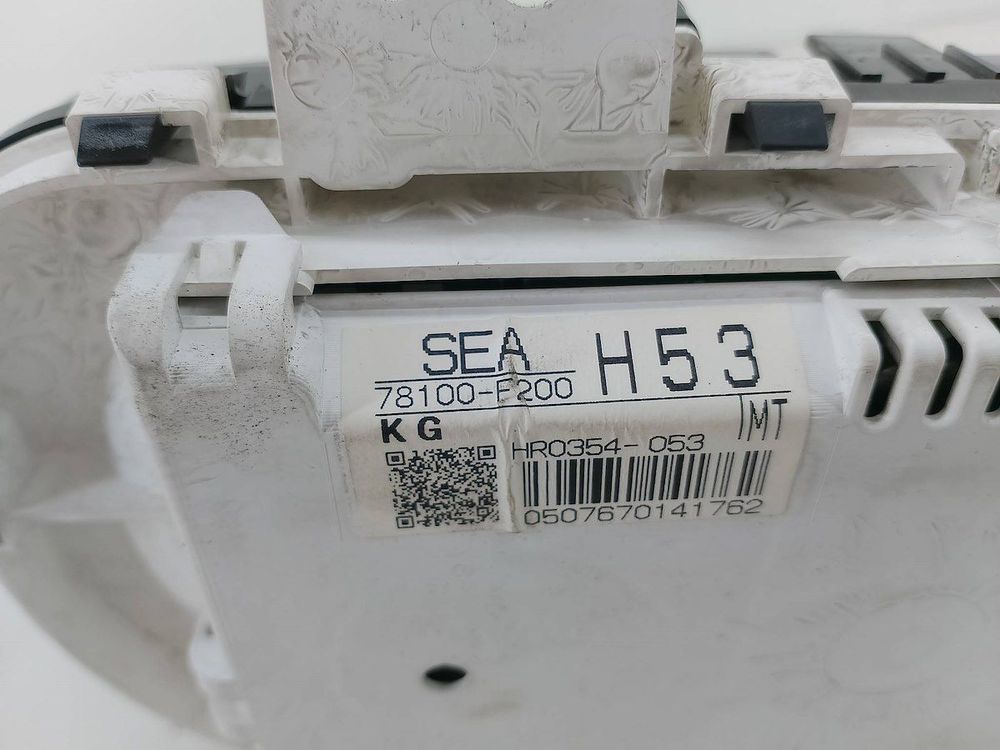 SEA H53
78100-E200
KG MT
HR0354-053
0507670141762